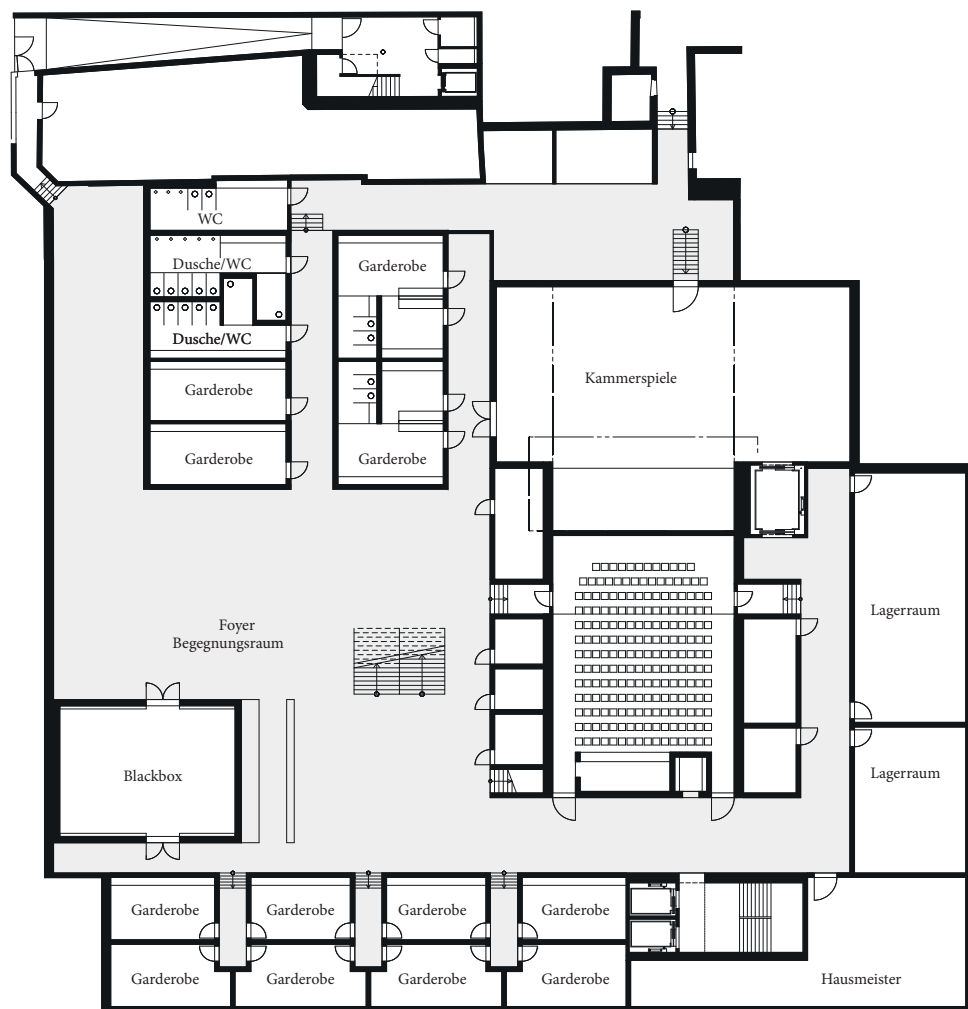 WC
Dusche/WC
Garderobe
Dusche/WC
Kammerspiele
Garderobe
Garderobe
Garderobe
Lagerraum
Foyer
Begegnungsraum
Blackbox
Lagerraum
Garderobe
Garderobe
Garderobe
Garderobe
Garderobe
Garderobe
Garderobe
Garderobe
Hausmeister